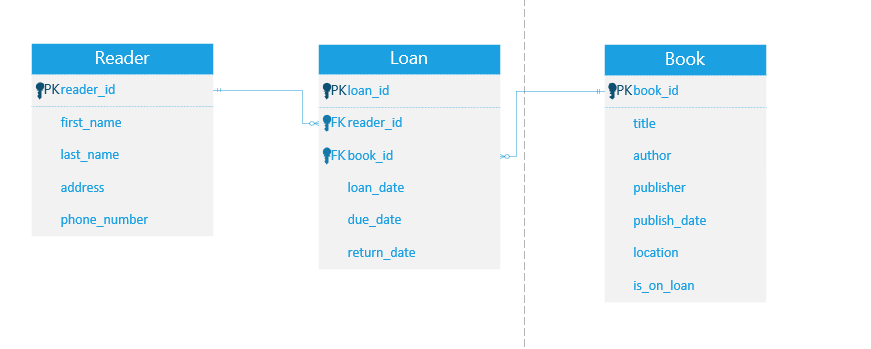 Reader
PK reader_id
first_name
last_name
address
phone_number
Loan
PK loan_id
FK reader_id
FK book_id
loan_date
due_date
return_date
Book
PK book_id
title
author
publisher
publish_date
location
is_on_loan